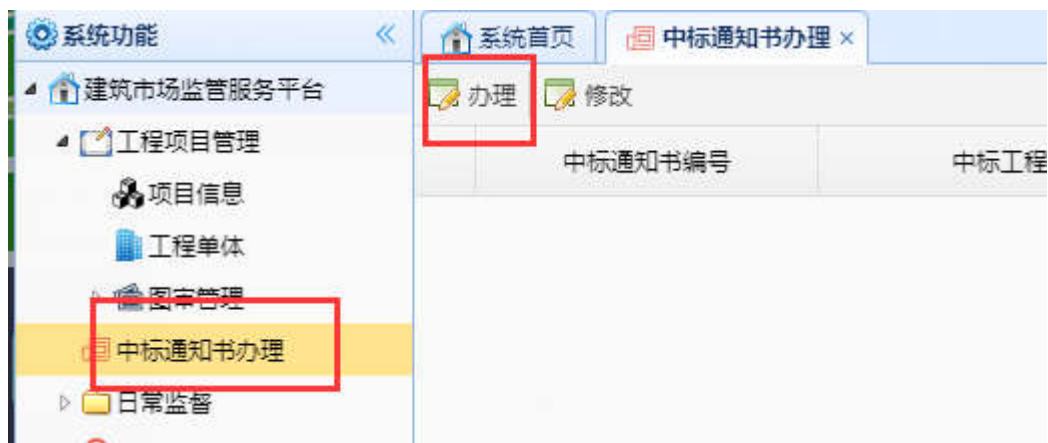 系统功能
系统首页
中标通知书办理
建筑市场监管服务平台
办理
修改
工程项目管理
中标通知书编号
中标工程
项目信息
工程单体
图审管理
中标通知书办理
日常监督